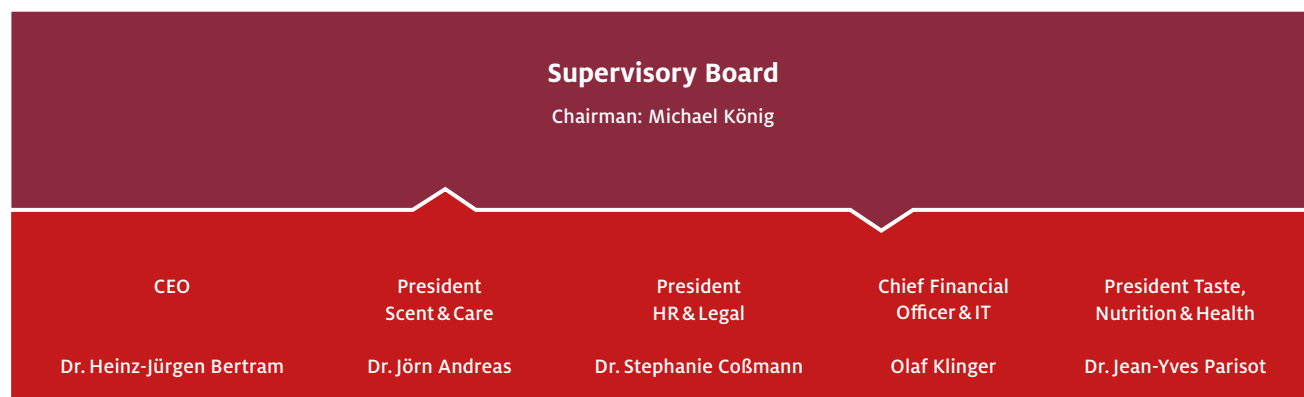 Supervisory Board
Chairman: Michael König
CEO
Dr. Heinz-Jürgen Bertram
President
Scent & Care
Dr. Jörn Andreas
President
HR & Legal
Dr. Stephanie Coßmann
Chief Financial
Officer & IT
Olaf Klinger
President Taste,
Nutrition & Health
Dr. Jean-Yves Parisot